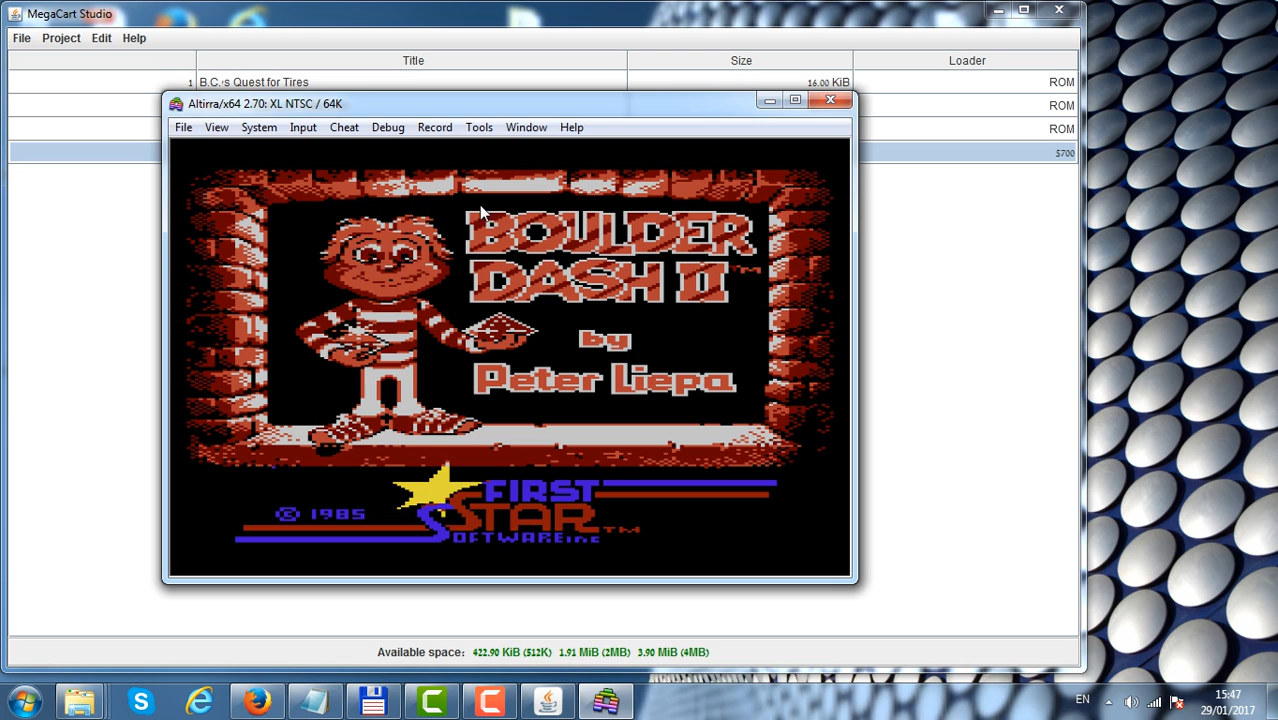 MegaCart Studio
File Project Edit Help
Title Size Loader
1 B.C.'s Quest for Tires 16.00 KiB ROM
ROM
ROM
$700
Altirra/x64 2.70: XL NTSC / 64K
File View System Input Cheat Debug Record Tools Window Help
BOULDER
DASH II™
by
Peter Liepa
FIRST
© 1985 STAR™
SOFTWARE inc
Available space: 422.90 KiB (512K) 1.91 MiB (2MB) 3.90 MiB (4MB)
EN
15:47
29/01/2017